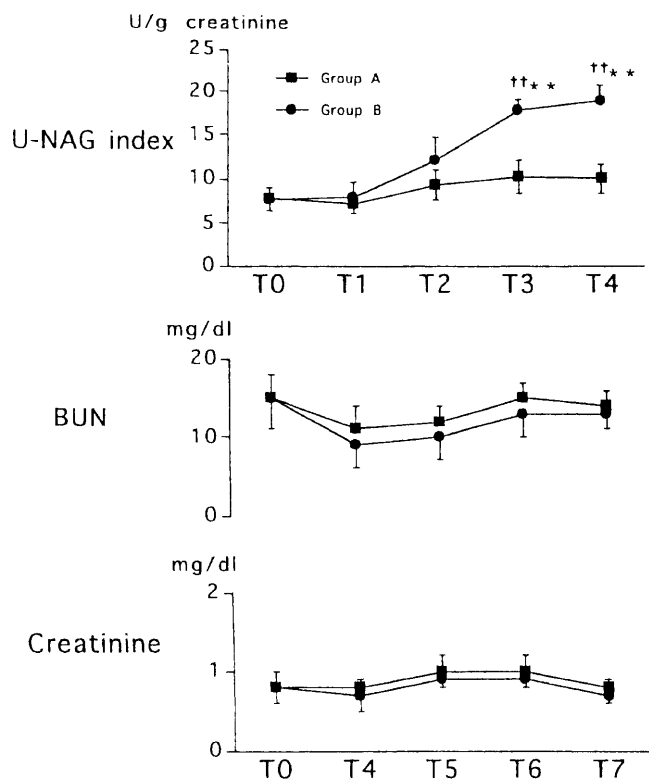 U/g creatinine
25
20
U-NAG index
15
10
5
0
Group A
Group B
††** 
††**
T0 T1 T2 T3 T4
mg/dl
20
BUN
10
0
mg/dl
2
Creatinine
1
0
T0 T4 T5 T6 T7